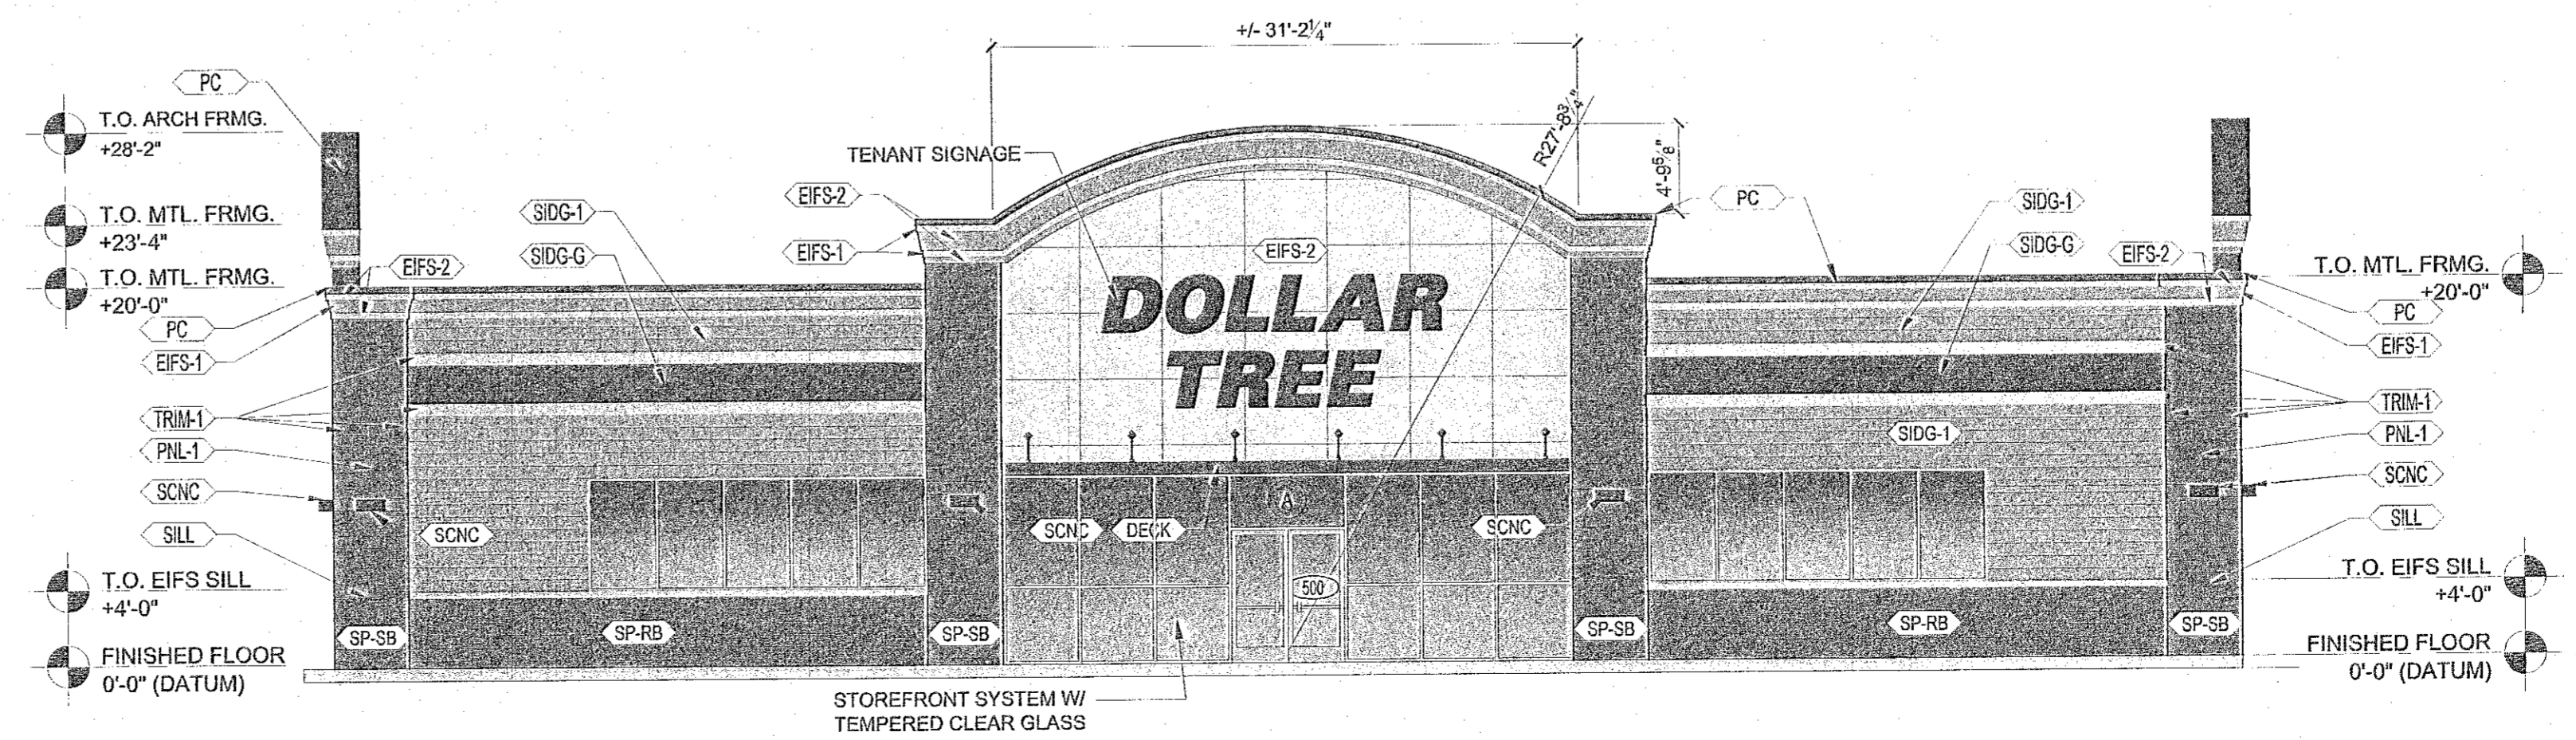 +/- 31'-2¼"
PC
T.O. ARCH FRMG.
+28'-2"
TENANT SIGNAGE
R27'-8¾"
4'-9⅝"
T.O. MTL. FRMG.
+23'-4"
SIDG-1
EIFS-2
PC
SIDG-1
SIDG-G
EIFS-1
EIFS-2
SIDG-G
EIFS-2
T.O. MTL. FRMG.
+20'-0"
EIFS-2
T.O. MTL. FRMG.
+20'-0"
DOLLAR
TREE
PC
EIFS-1
PC
EIFS-1
TRIM-1
PNL-1
SCNC
SILL
SCNC
SIDG-1
TRIM-1
PNL-1
SCNC
SILL
SCNC
DECK
A
SCNC
500
T.O. EIFS SILL
+4'-0"
T.O. EIFS SILL
+4'-0"
SP-SB
SP-RB
SP-SB
SP-SB
SP-RB
SP-SB
FINISHED FLOOR
0'-0" (DATUM)
FINISHED FLOOR
0'-0" (DATUM)
STOREFRONT SYSTEM W/
TEMPERED CLEAR GLASS